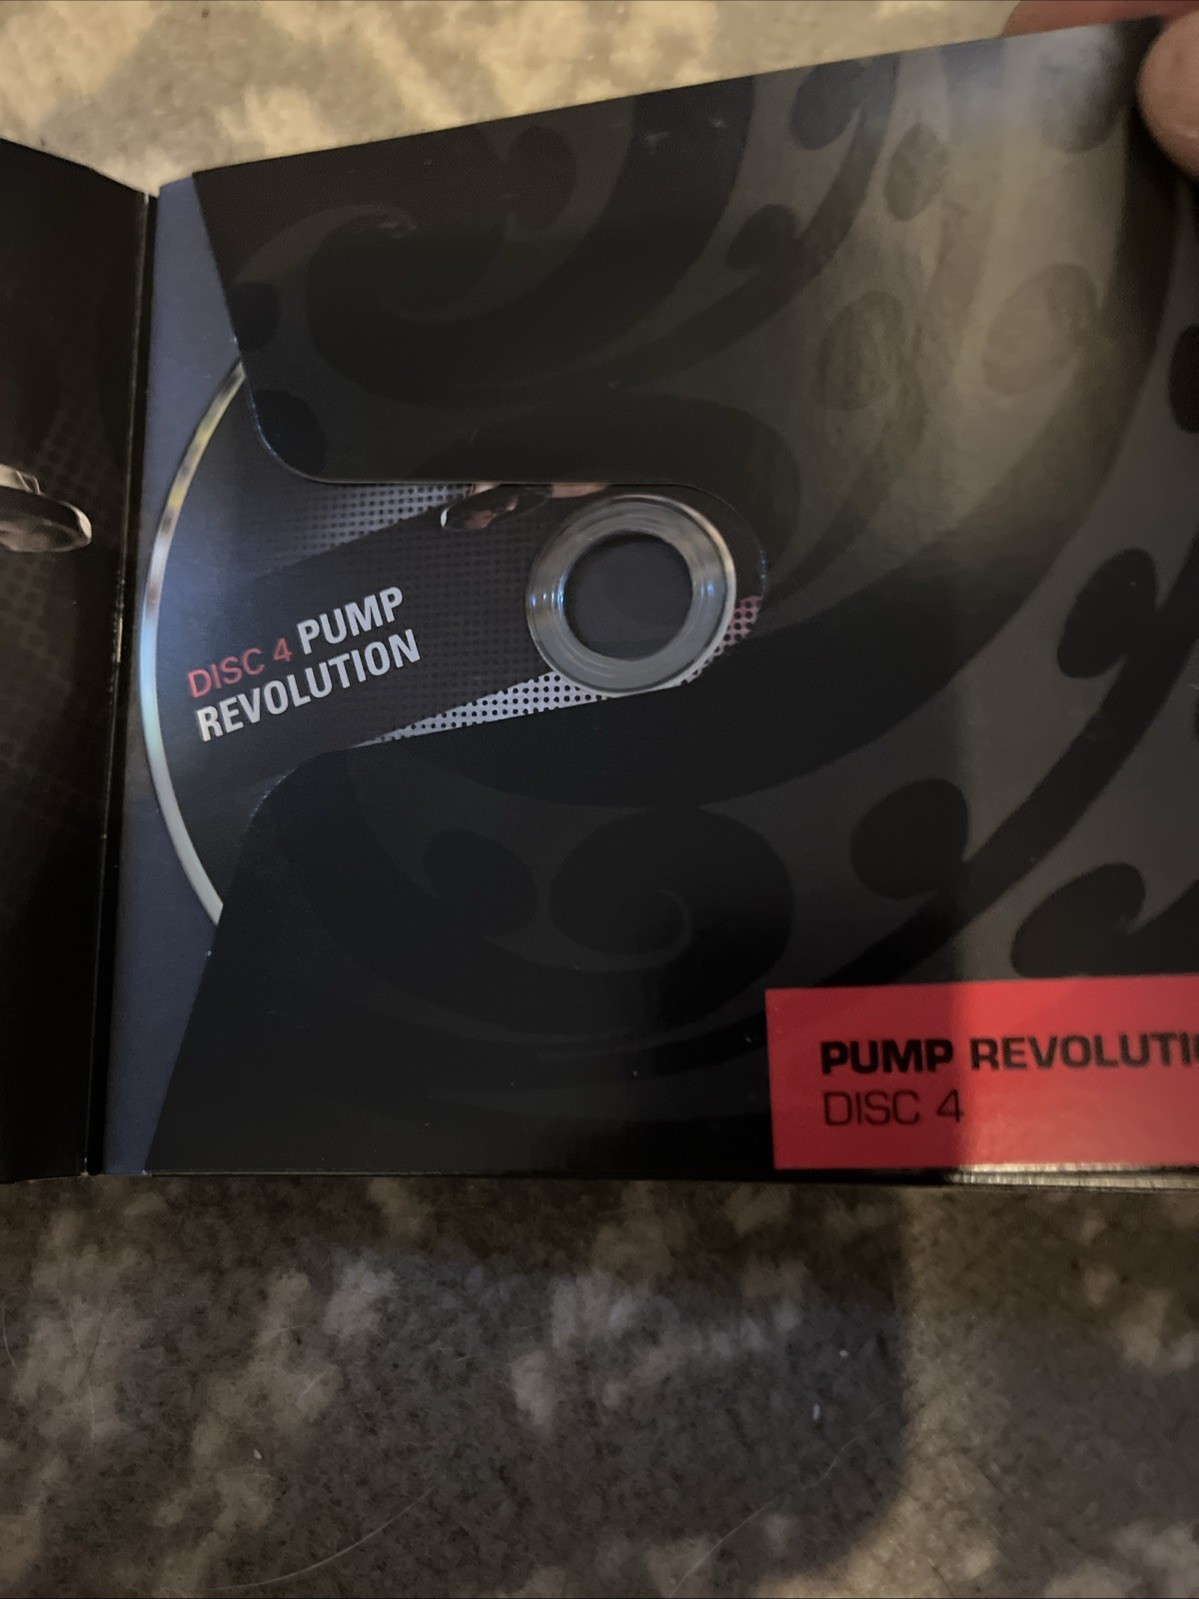 DISC 4 PUMP
REVOLUTION
PUMP REVOLUTI
DISC 4